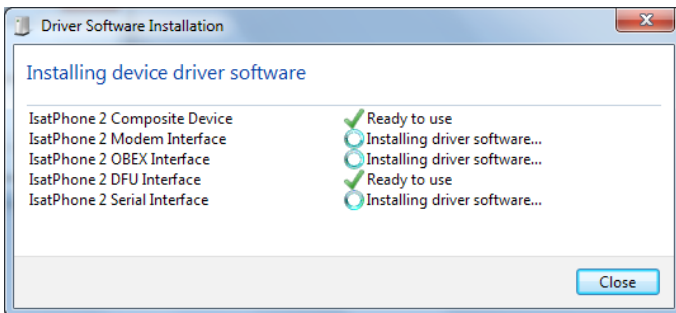 Driver Software Installation
Installing device driver software
IsatPhone 2 Composite Device Ready to use
IsatPhone 2 Modem Interface Installing driver software...
IsatPhone 2 OBEX Interface Installing driver software...
IsatPhone 2 DFU Interface Ready to use
IsatPhone 2 Serial Interface Installing driver software...
Close